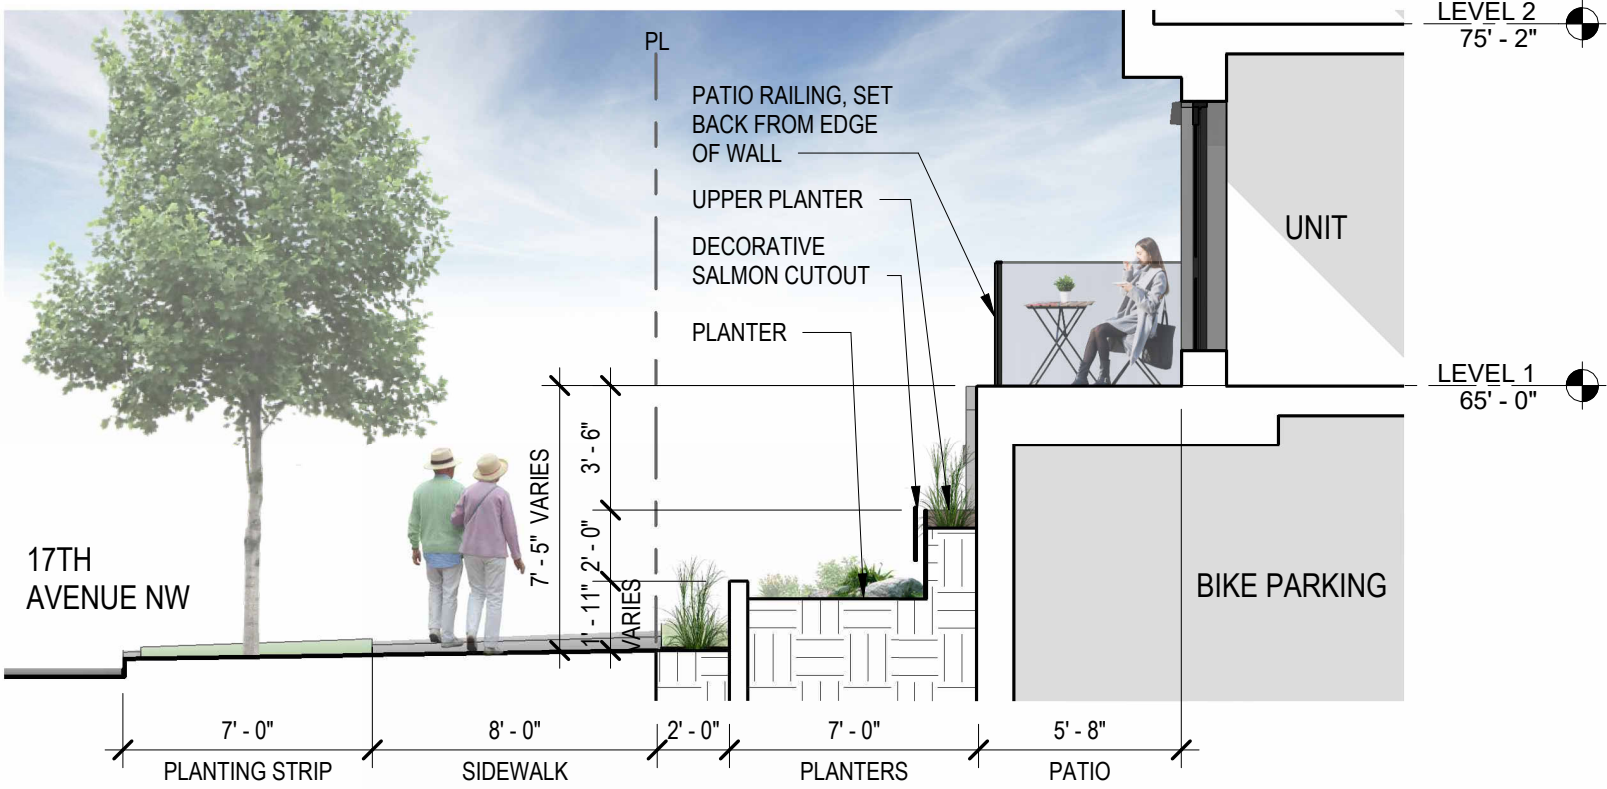 LEVEL 2
75' - 2"
PL
PATIO RAILING, SET
BACK FROM EDGE
OF WALL
UPPER PLANTER
DECORATIVE
SALMON CUTOUT
PLANTER
UNIT
LEVEL 1
65' - 0"
7' - 5" VARIES
3' - 6"
2' - 0"
1' - 11"
VARIES
17TH
AVENUE NW
BIKE PARKING
7' - 0"
8' - 0"
2' - 0"
7' - 0"
5' - 8"
PLANTING STRIP
SIDEWALK
PLANTERS
PATIO